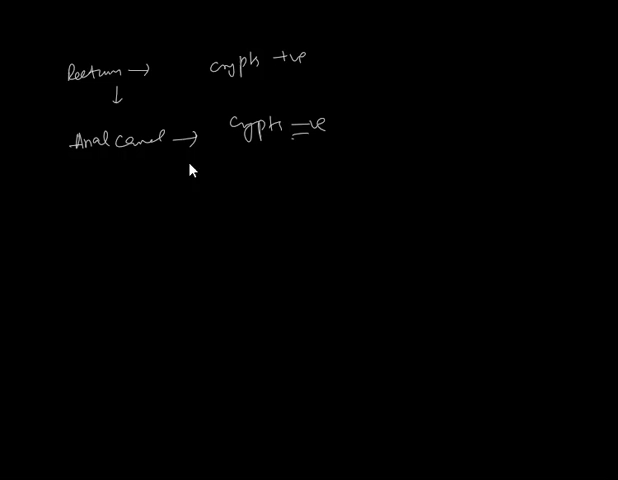 Rectum → crypts +ve
↓
Anal canal → crypts -ve